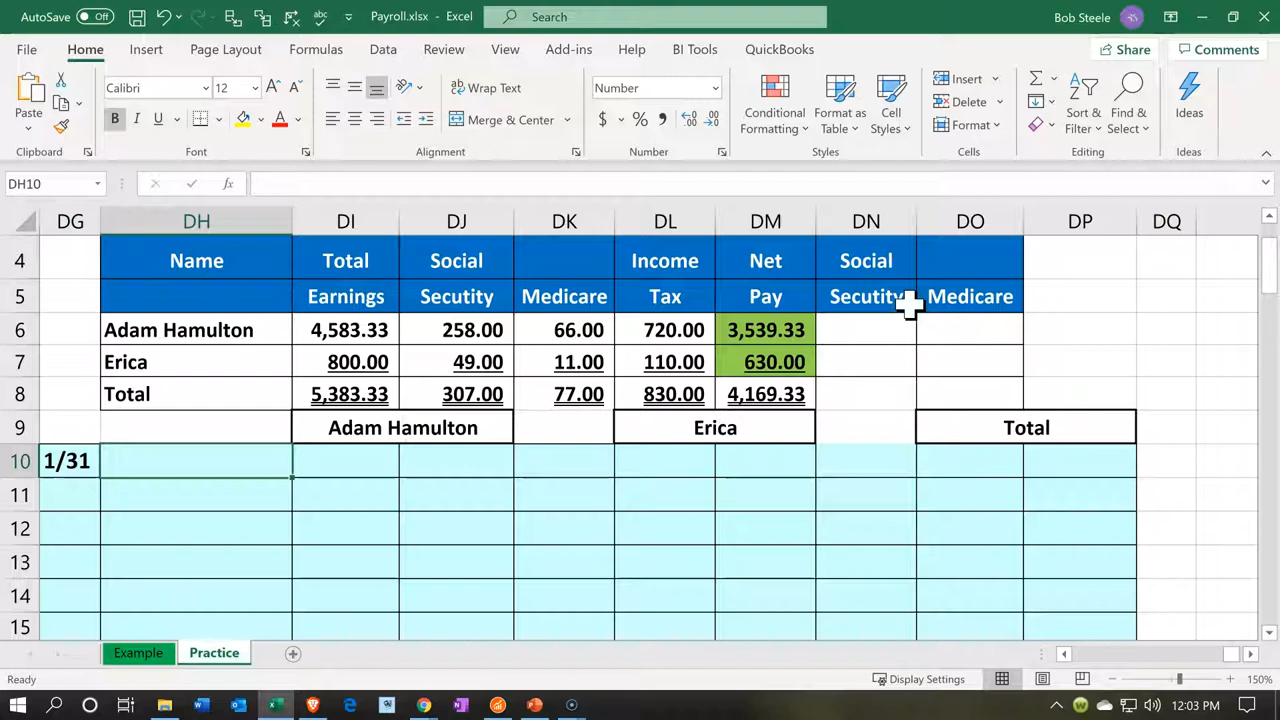 AutoSave Off Payroll.xlsx - Excel Search Bob Steele
File Home Insert Page Layout Formulas Data Review View Add-ins Help BI Tools QuickBooks Share Comments
Calibri 12 Wrap Text Number Insert
Paste Conditional Format as Cell Delete Sort & Find & Ideas
B I U Merge & Center $ % Formatting Table Styles Format Filter Select
Clipboard Font Alignment Number Styles Cells Editing Ideas
DH10 fx
DG DH DI DJ DK DL DM DN DO DP DQ
4 Name Total Social Income Net Social
5 Earnings Secutity Medicare Tax Pay Secutity Medicare
6 Adam Hamulton 4,583.33 258.00 66.00 720.00 3,539.33
7 Erica 800.00 49.00 11.00 110.00 630.00
8 Total 5,383.33 307.00 77.00 830.00 4,169.33
9 Adam Hamulton Erica Total
10 1/31
11
12
13
14
15
Example Practice
Ready Display Settings 150%
12:03 PM